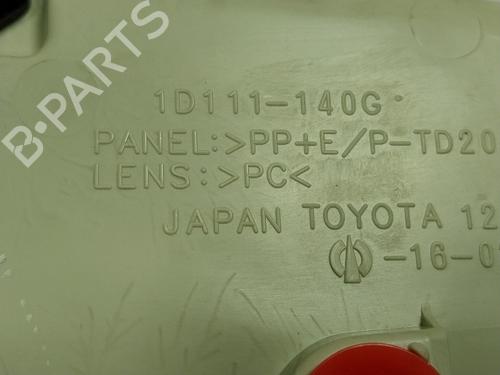 B-PARTS
1D111-140G
PANEL:>PP+E/P-TD20
LENS:>PC<
JAPAN TOYOTA 12
-16-0